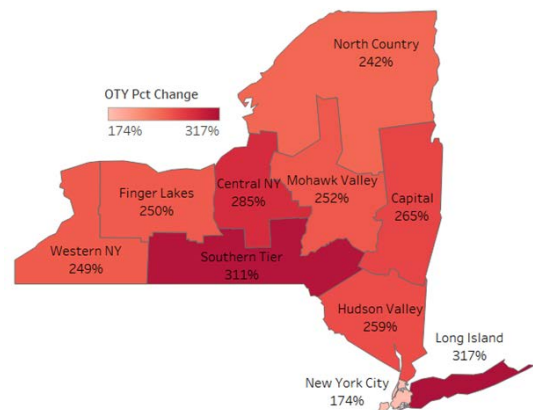 North Country
242%
OTY Pct Change
174% 317%
Finger Lakes
250%
Central NY
285%
Mohawk Valley
252%
Capital
265%
Western NY
249%
Southern Tier
311%
Hudson Valley
259%
Long Island
317%
New York City
174%